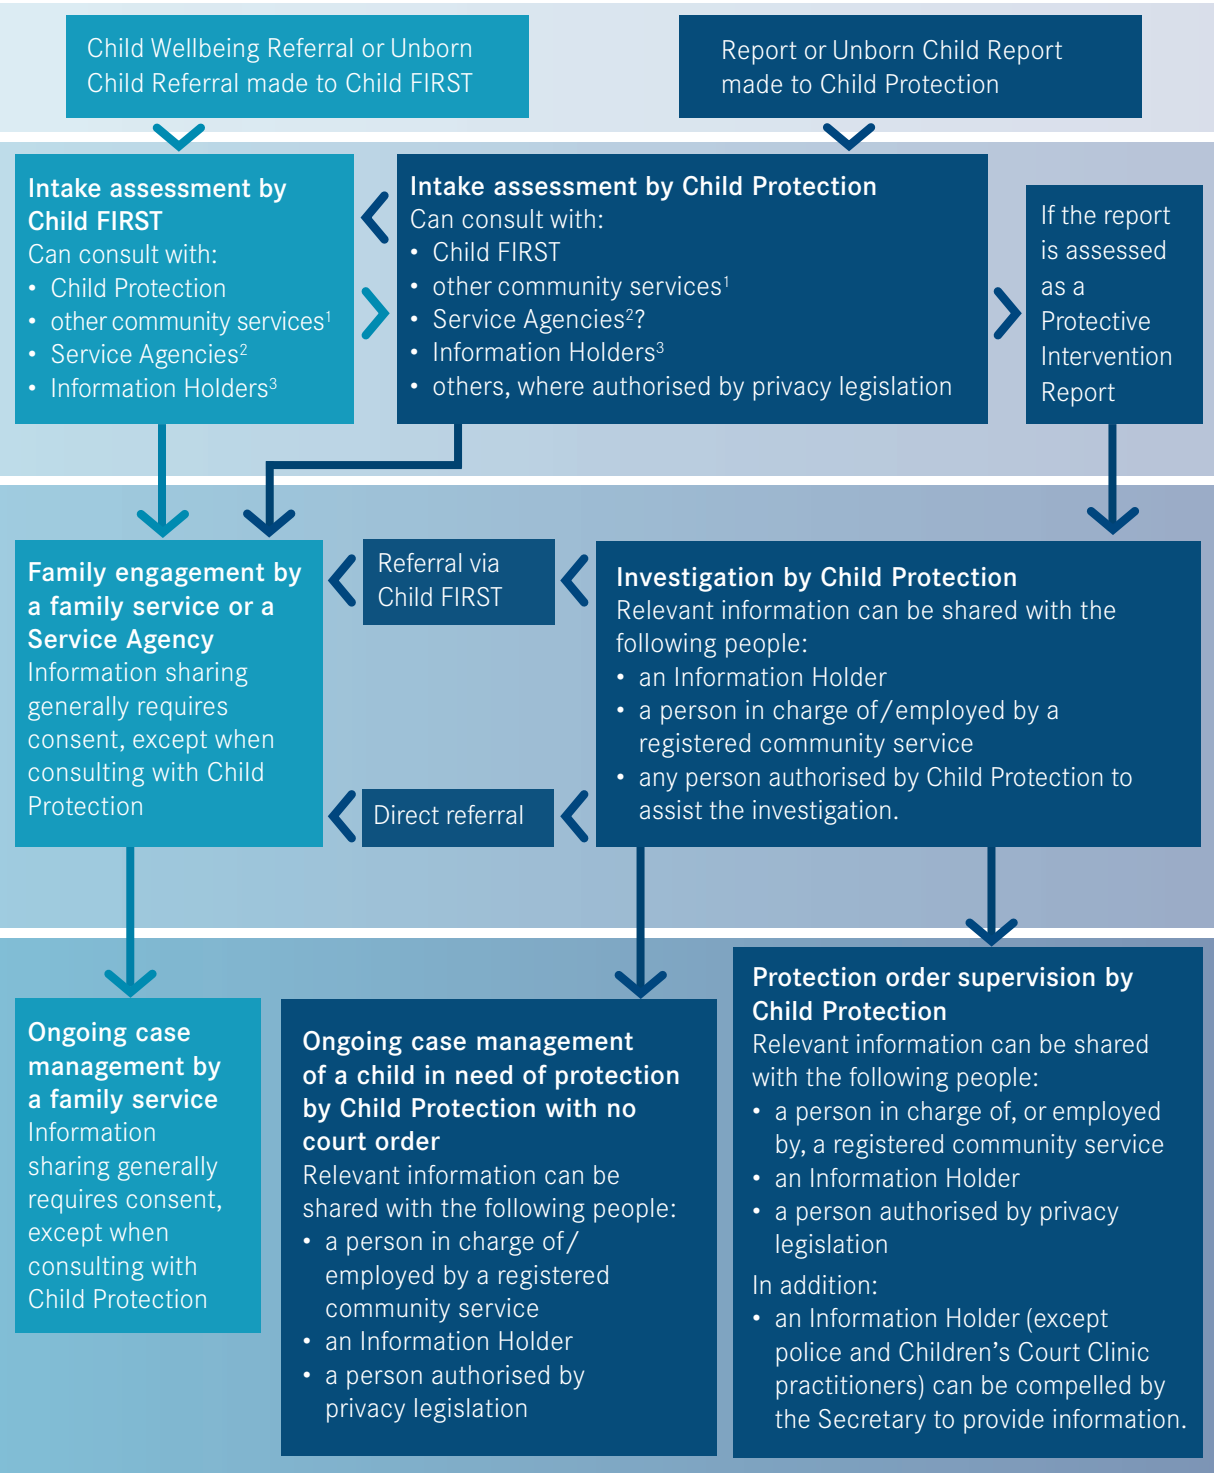 Child Wellbeing Referral or Unborn
Child Referral made to Child FIRST
Report or Unborn Child Report
made to Child Protection
Intake assessment by
Child FIRST
Can consult with:
• Child Protection
• other community services¹
• Service Agencies²
• Information Holders³
Intake assessment by Child Protection
Can consult with:
• Child FIRST
• other community services¹
• Service Agencies²?
• Information Holders³
• others, where authorised by privacy legislation
If the report
is assessed
as a
Protective
Intervention
Report
Family engagement by
a family service or a
Service Agency
Information sharing
generally requires
consent, except when
consulting with Child
Protection
Referral via
Child FIRST
Direct referral
Investigation by Child Protection
Relevant information can be shared with the
following people:
• an Information Holder
• a person in charge of/employed by a
registered community service
• any person authorised by Child Protection to
assist the investigation.
Ongoing case
management by
a family service
Information
sharing generally
requires consent,
except when
consulting with
Child Protection
Ongoing case management
of a child in need of protection
by Child Protection with no
court order
Relevant information can be
shared with the following people:
• a person in charge of/
employed by a registered
community service
• an Information Holder
• a person authorised by
privacy legislation
Protection order supervision by
Child Protection
Relevant information can be shared
with the following people:
• a person in charge of, or employed
by, a registered community service
• an Information Holder
• a person authorised by privacy
legislation
In addition:
• an Information Holder (except
police and Children's Court Clinic
practitioners) can be compelled by
the Secretary to provide information.